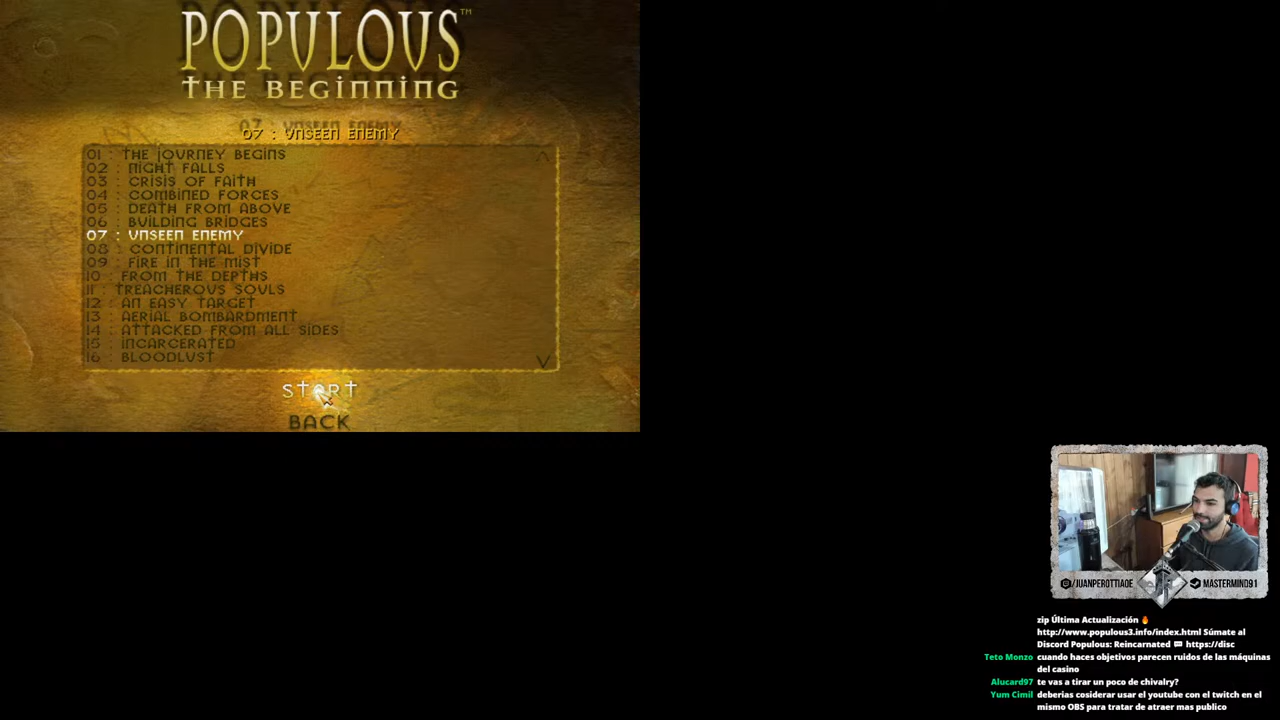 POPULOUS™
THE BEGINNING
07 : UNSEEN ENEMY
01 : THE JOURNEY BEGINS
02 : NIGHT FALLS
03 : CRISIS OF FAITH
04 : COMBINED FORCES
05 : DEATH FROM ABOVE
06 : BUILDING BRIDGES
07 : UNSEEN ENEMY
08 : CONTINENTAL DIVIDE
09 : FIRE IN THE MIST
10 : FROM THE DEPTHS
11 : TREACHEROUS SOULS
12 : AN EASY TARGET
13 : AERIAL BOMBARDMENT
14 : ATTACKED FROM ALL SIDES
15 : INCARCERATED
16 : BLOODLUST
START
BACK
@/JUANPEROTTIAOE
MASTERMIND91
zip Última Actualización 🔥
http://www.populous3.info/index.html Súmate al
Discord Populous: Reincarnated 💬 https://disc
Teto Monzo cuando haces objetivos parecen ruidos de las máquinas
del casino
Alucard97 te vas a tirar un poco de chivalry?
Yum Cimil deberias cosiderar usar el youtube con el twitch en el
mismo OBS para tratar de atraer mas publico